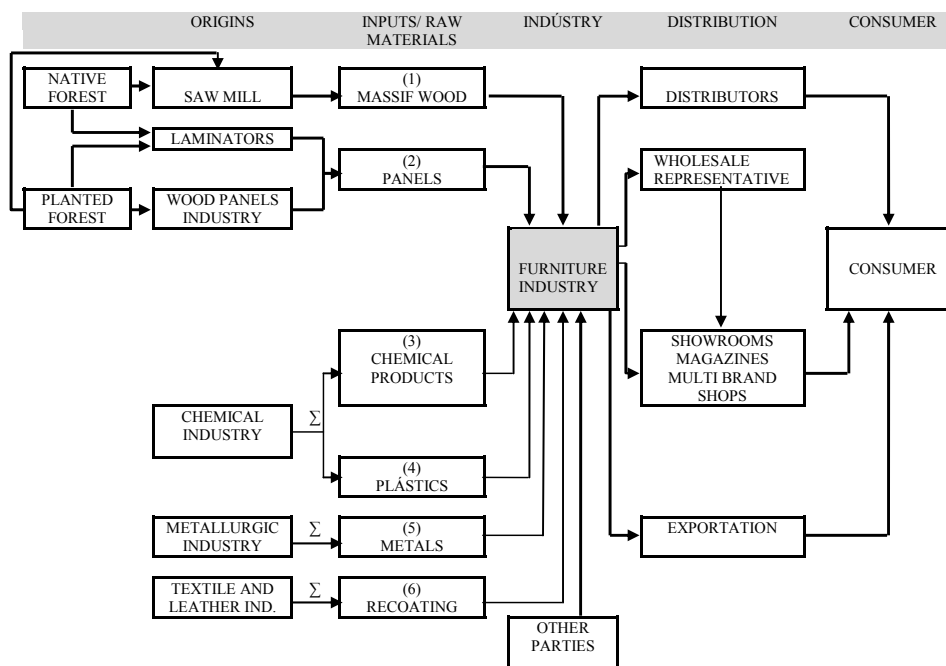 ORIGINS
INPUTS/ RAW
MATERIALS
INDÚSTRY
DISTRIBUTION
CONSUMER
NATIVE
FOREST
SAW MILL
(1)
MASSIF WOOD
DISTRIBUTORS
LAMINATORS
(2)
PANELS
WHOLESALE
REPRESENTATIVE
PLANTED
FOREST
WOOD PANELS
INDUSTRY
FURNITURE
INDUSTRY
CONSUMER
(3)
CHEMICAL
PRODUCTS
SHOWROOMS
MAGAZINES
MULTI BRAND
SHOPS
CHEMICAL
INDUSTRY
∑
(4)
PLÁSTICS
METALLURGIC
INDUSTRY
∑
(5)
METALS
EXPORTATION
TEXTILE AND
LEATHER IND.
∑
(6)
RECOATING
OTHER
PARTIES